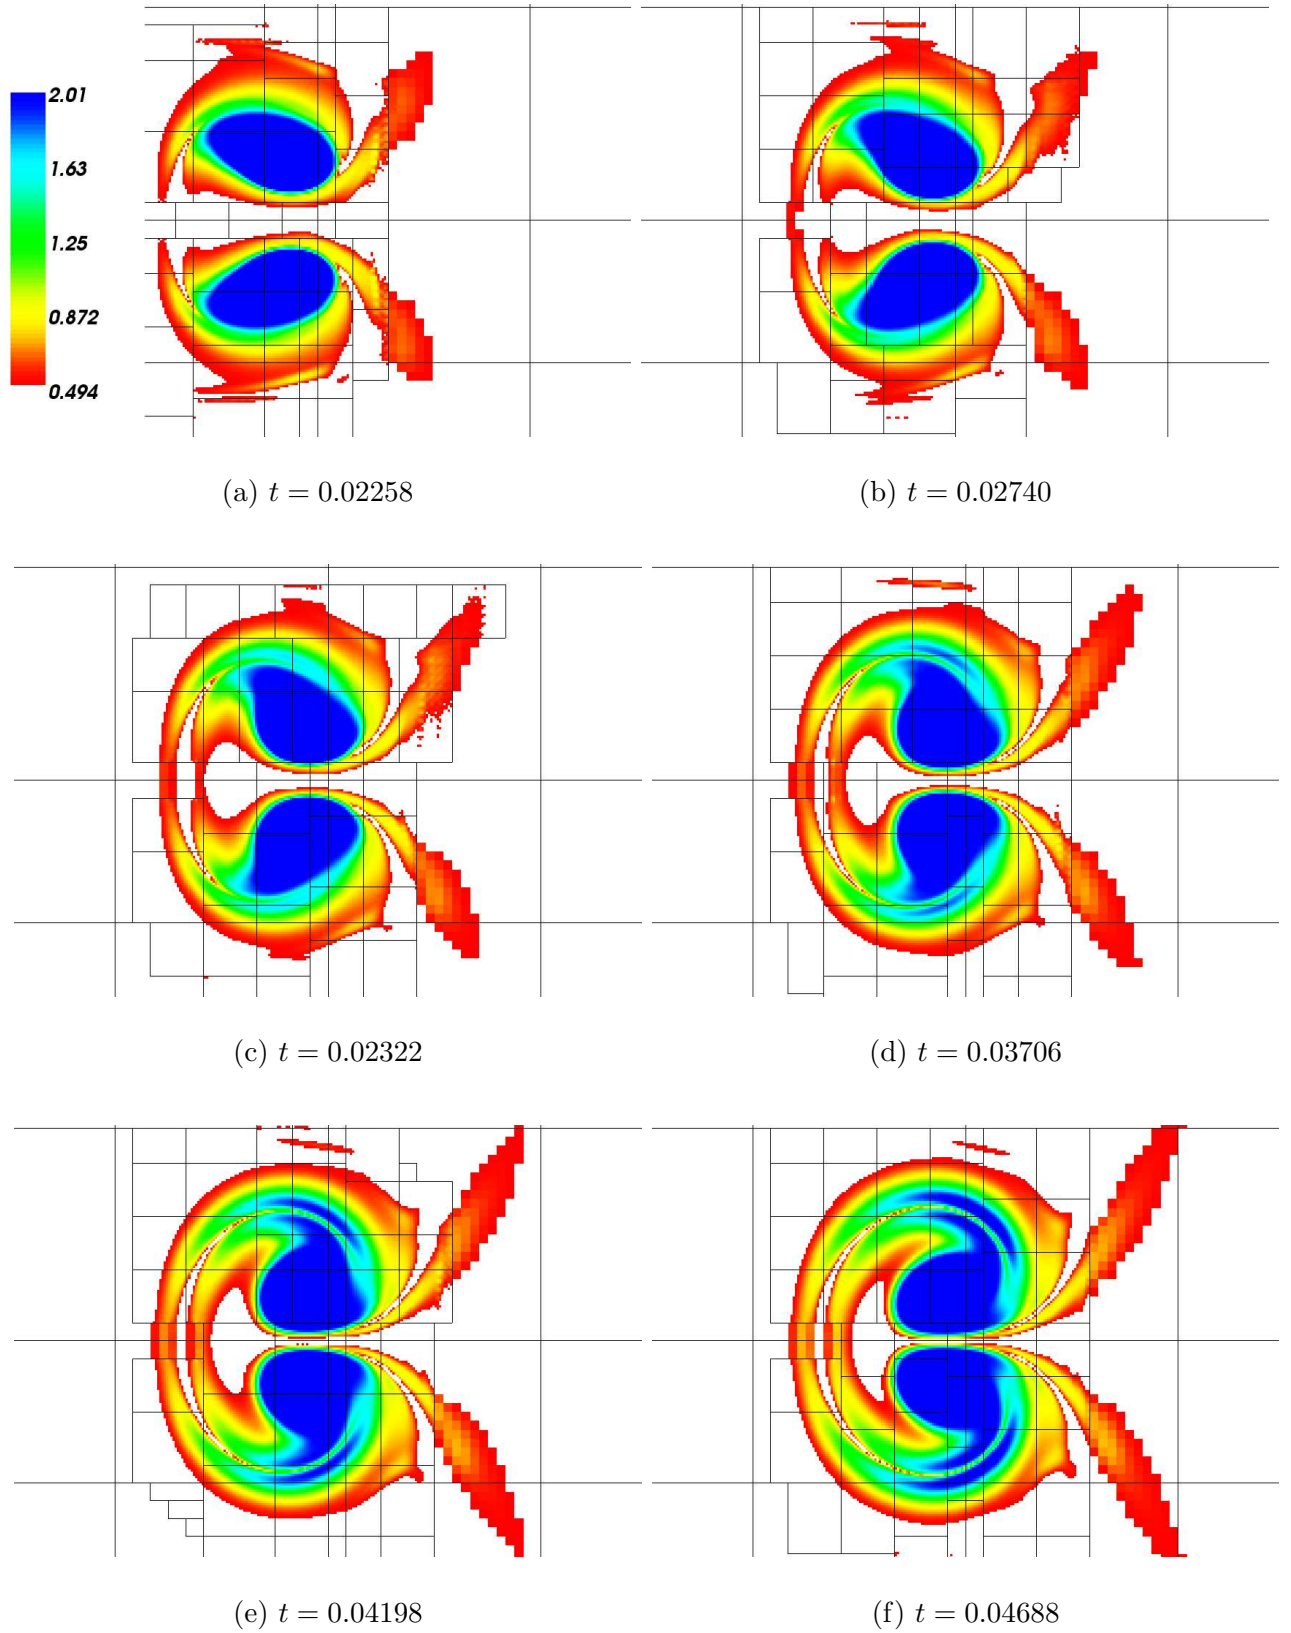 2.01
1.63
1.25
0.872
0.494
(a) t = 0.02258
(b) t = 0.02740
(c) t = 0.02322
(d) t = 0.03706
(e) t = 0.04198
(f) t = 0.04688